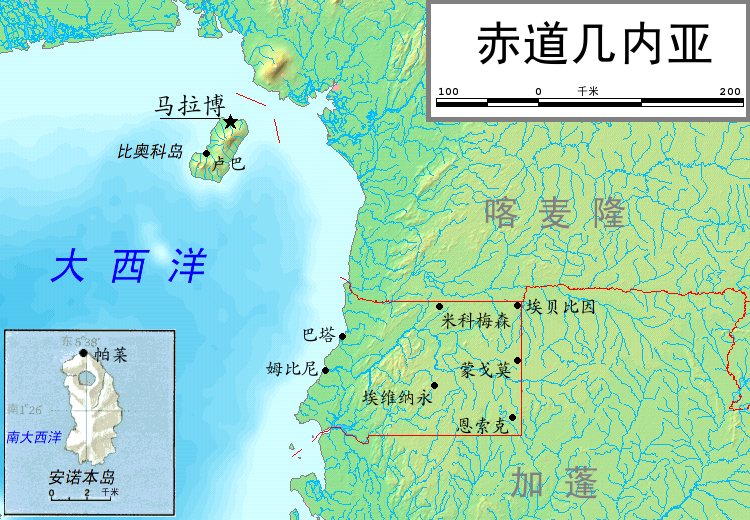 赤道几内亚
100 0 千米 200
马拉博
比奥科岛
卢巴
喀麦隆
大西洋
米科梅森
埃贝比因
巴塔
姆比尼
蒙戈莫
埃维纳永
恩索克
加蓬
东5°38'
帕莱
南1°26
南大西洋
安诺本岛
0 2 千米